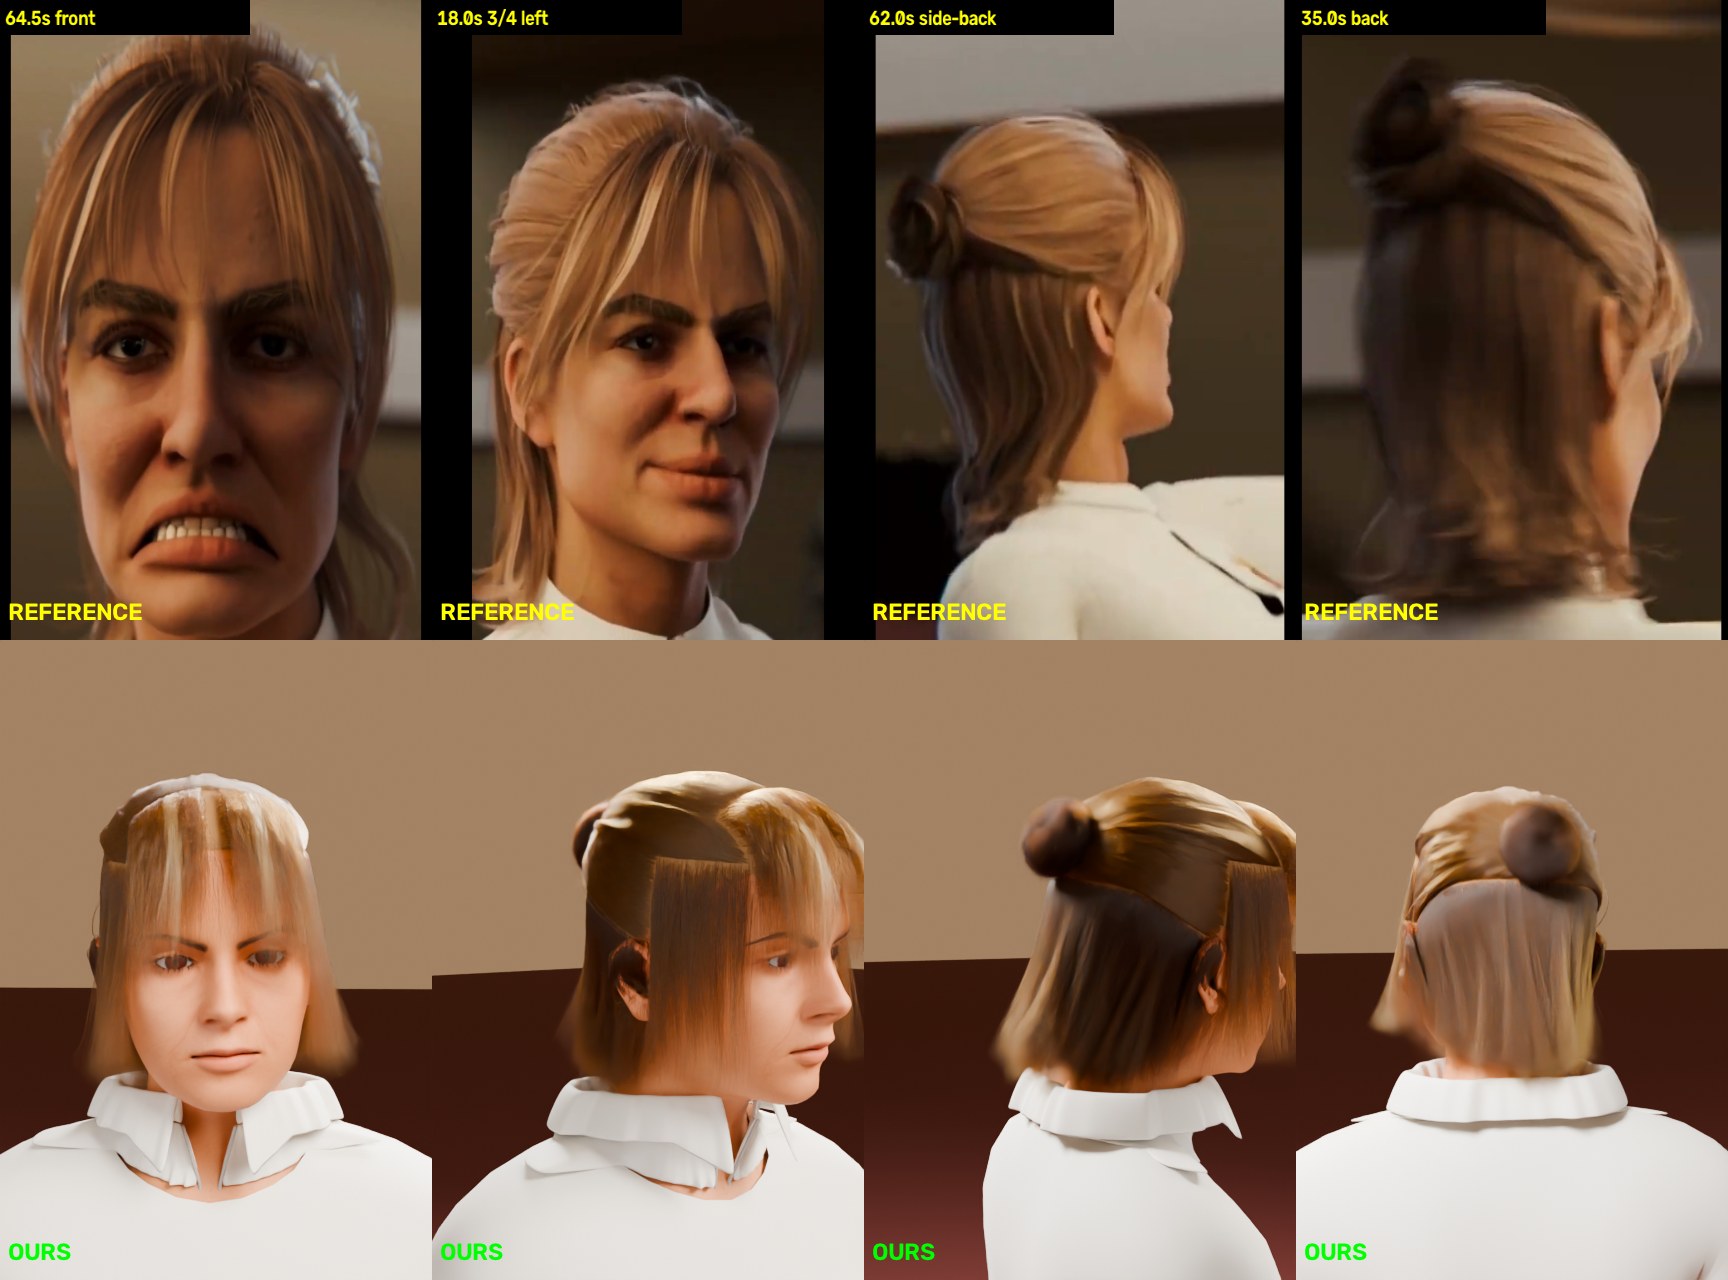 64.5s front
18.0s 3/4 left
62.0s side-back
35.0s back
REFERENCE
REFERENCE
REFERENCE
REFERENCE
OURS
OURS
OURS
OURS